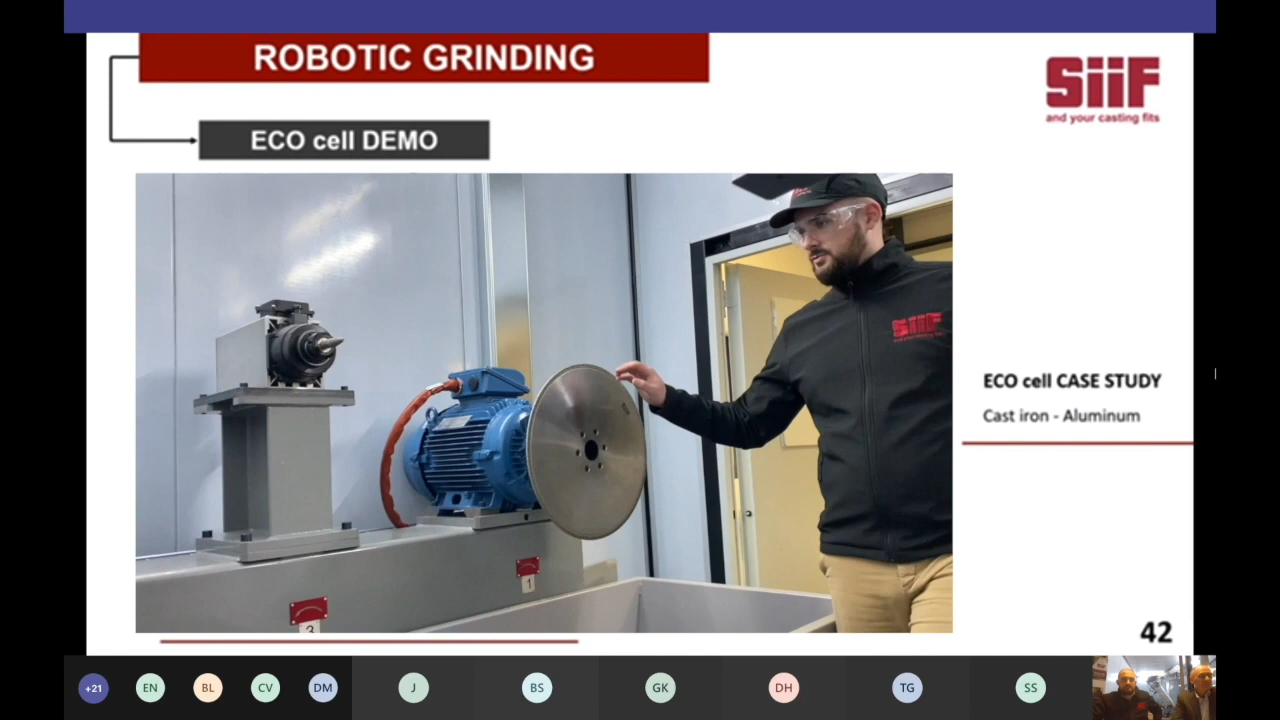 ROBOTIC GRINDING
SiiF
and your casting fits
ECO cell DEMO
SiiF
ECO cell CASE STUDY
Cast iron - Aluminum
1
3
42
+21
EN
BL
CV
DM
J
BS
GK
DH
TG
SS